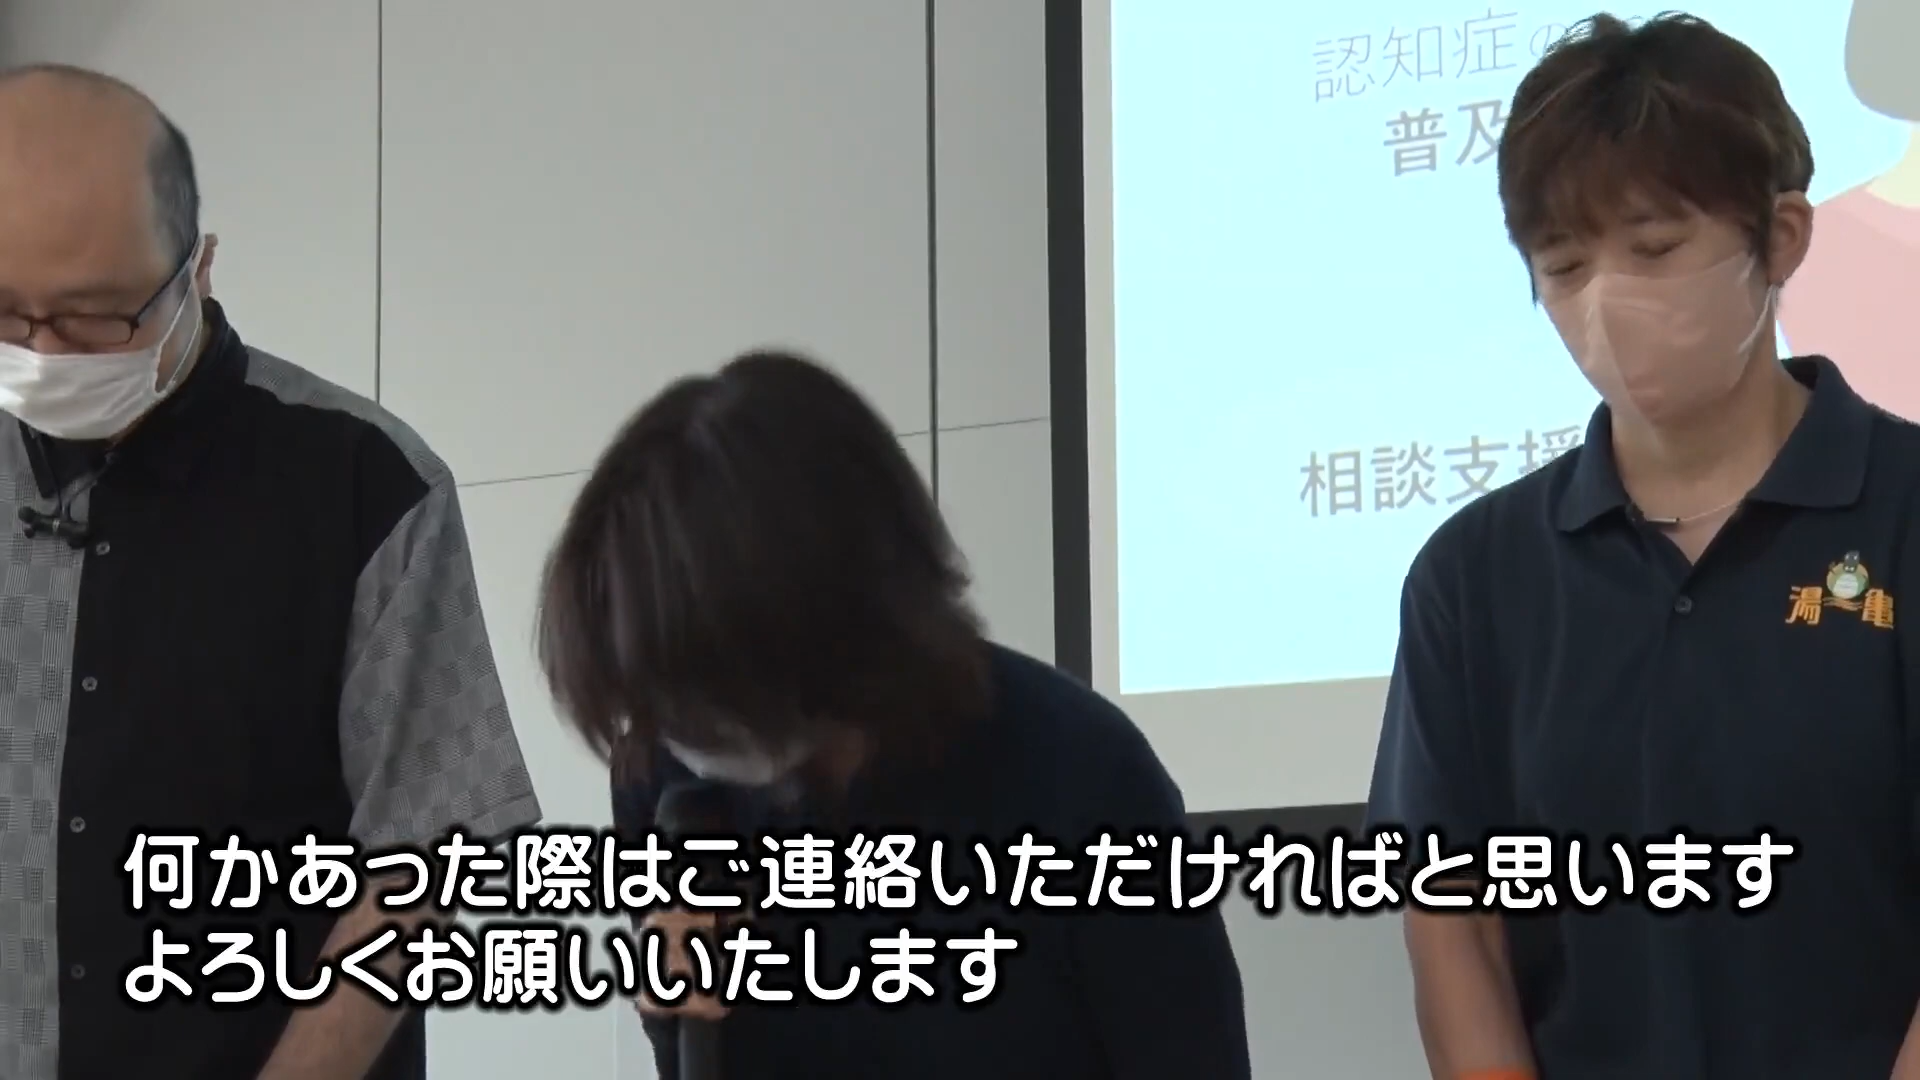 認知症の
普及
相談支援
湯亀
何かあった際はご連絡いただければと思います
よろしくお願いいたします